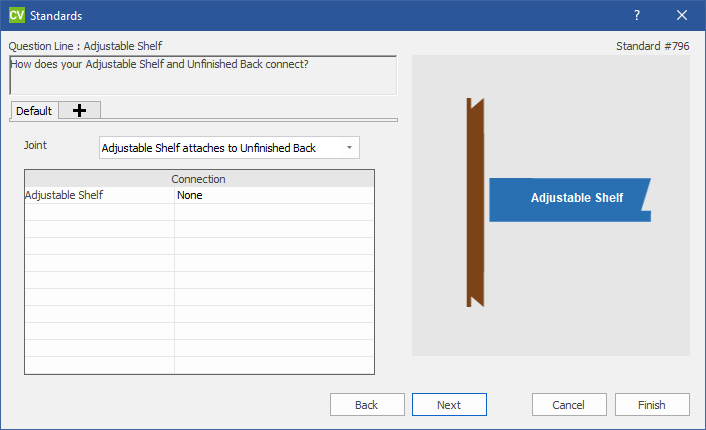 CV Standards ?
Question Line : Adjustable Shelf Standard #796
How does your Adjustable Shelf and Unfinished Back connect?
Default
Joint Adjustable Shelf attaches to Unfinished Back
Connection
Adjustable Shelf None
Adjustable Shelf
Back Next Cancel Finish